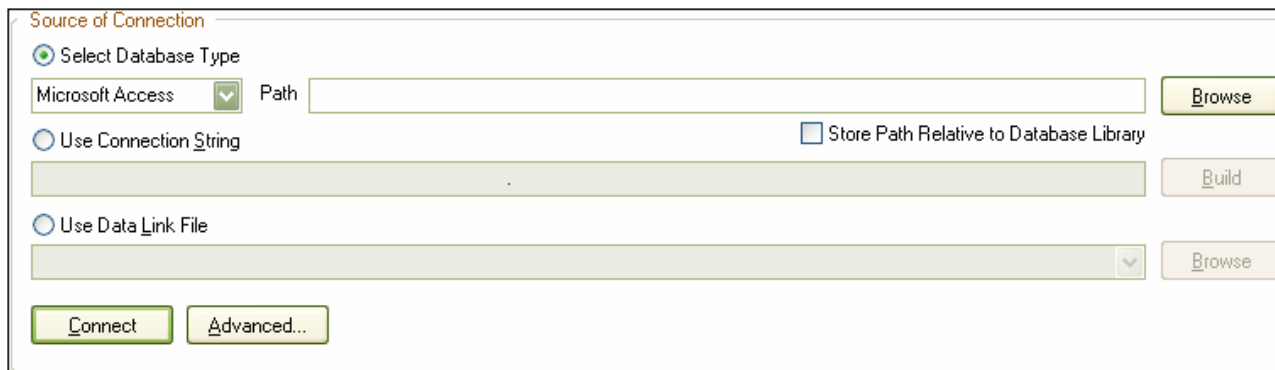 Source of Connection
Select Database Type
Microsoft Access Path Browse
Use Connection String Store Path Relative to Database Library
. Build
Use Data Link File
Browse
Connect Advanced...